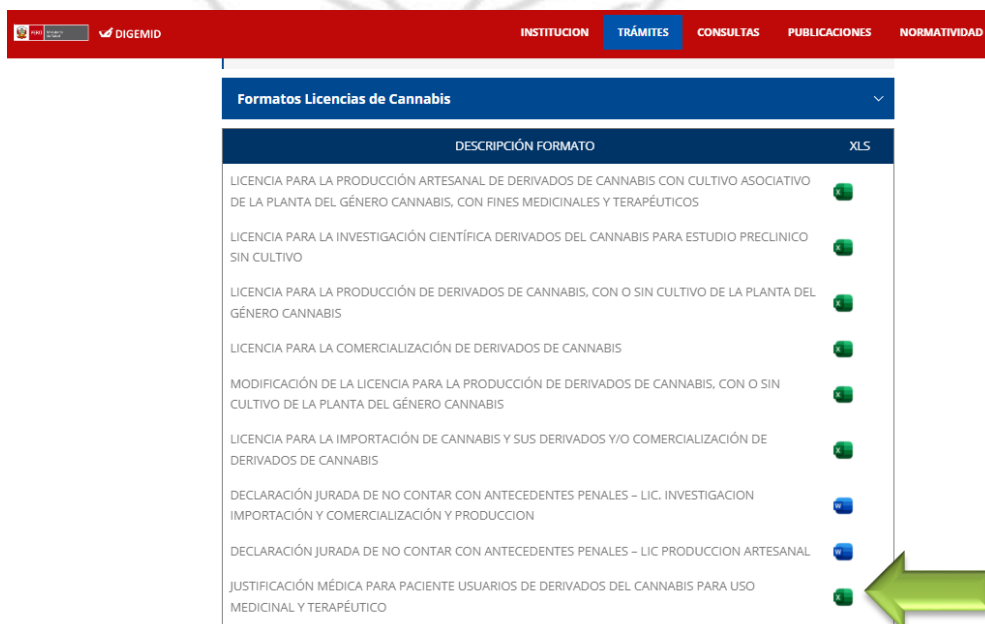 PERÚ
DIGEMID
INSTITUCION
TRÁMITES
CONSULTAS
PUBLICACIONES
NORMATIVIDAD
Formatos Licencias de Cannabis
DESCRIPCIÓN FORMATO XLS
LICENCIA PARA LA PRODUCCIÓN ARTESANAL DE DERIVADOS DE CANNABIS CON CULTIVO ASOCIATIVO
DE LA PLANTA DEL GÉNERO CANNABIS, CON FINES MEDICINALES Y TERAPÉUTICOS
LICENCIA PARA LA INVESTIGACIÓN CIENTÍFICA DERIVADOS DEL CANNABIS PARA ESTUDIO PRECLINICO
SIN CULTIVO
LICENCIA PARA LA PRODUCCIÓN DE DERIVADOS DE CANNABIS, CON O SIN CULTIVO DE LA PLANTA DEL
GÉNERO CANNABIS
LICENCIA PARA LA COMERCIALIZACIÓN DE DERIVADOS DE CANNABIS
MODIFICACIÓN DE LA LICENCIA PARA LA PRODUCCIÓN DE DERIVADOS DE CANNABIS, CON O SIN
CULTIVO DE LA PLANTA DEL GÉNERO CANNABIS
LICENCIA PARA LA IMPORTACIÓN DE CANNABIS Y SUS DERIVADOS Y/O COMERCIALIZACIÓN DE
DERIVADOS DE CANNABIS
DECLARACIÓN JURADA DE NO CONTAR CON ANTECEDENTES PENALES – LIC. INVESTIGACION
IMPORTACIÓN Y COMERCIALIZACIÓN Y PRODUCCION
DECLARACIÓN JURADA DE NO CONTAR CON ANTECEDENTES PENALES – LIC PRODUCCION ARTESANAL
JUSTIFICACIÓN MÉDICA PARA PACIENTE USUARIOS DE DERIVADOS DEL CANNABIS PARA USO
MEDICINAL Y TERAPÉUTICO